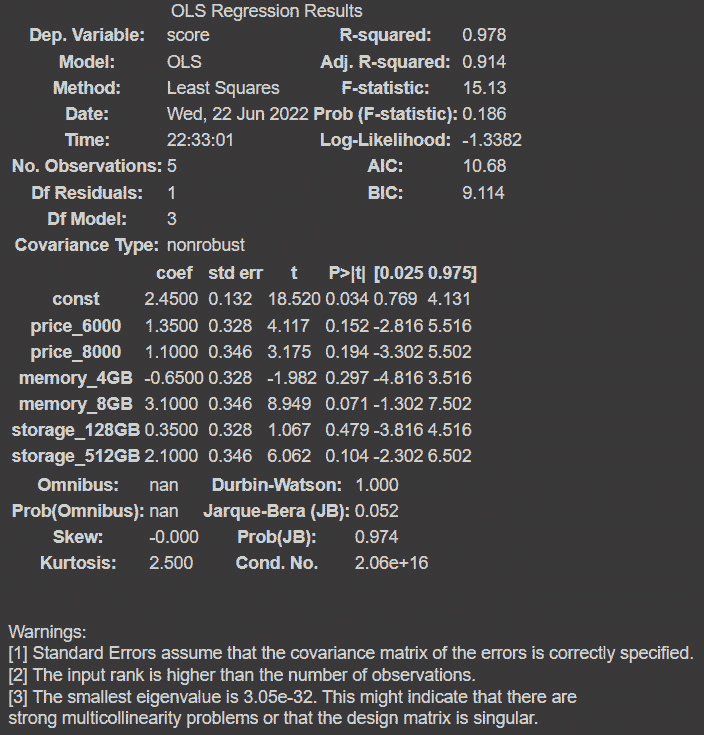 OLS Regression Results
Dep. Variable: score R-squared: 0.978
Model: OLS Adj. R-squared: 0.914
Method: Least Squares F-statistic: 15.13
Date: Wed, 22 Jun 2022 Prob (F-statistic): 0.186
Time: 22:33:01 Log-Likelihood: -1.3382
No. Observations: 5 AIC: 10.68
Df Residuals: 1 BIC: 9.114
Df Model: 3
Covariance Type: nonrobust
coef std err t P>|t| [0.025 0.975]
const 2.4500 0.132 18.520 0.034 0.769 4.131
price_6000 1.3500 0.328 4.117 0.152 -2.816 5.516
price_8000 1.1000 0.346 3.175 0.194 -3.302 5.502
memory_4GB -0.6500 0.328 -1.982 0.297 -4.816 3.516
memory_8GB 3.1000 0.346 8.949 0.071 -1.302 7.502
storage_128GB 0.3500 0.328 1.067 0.479 -3.816 4.516
storage_512GB 2.1000 0.346 6.062 0.104 -2.302 6.502
Omnibus: nan Durbin-Watson: 1.000
Prob(Omnibus): nan Jarque-Bera (JB): 0.052
Skew: -0.000 Prob(JB): 0.974
Kurtosis: 2.500 Cond. No. 2.06e+16
Warnings:
[1] Standard Errors assume that the covariance matrix of the errors is correctly specified.
[2] The input rank is higher than the number of observations.
[3] The smallest eigenvalue is 3.05e-32. This might indicate that there are
strong multicollinearity problems or that the design matrix is singular.